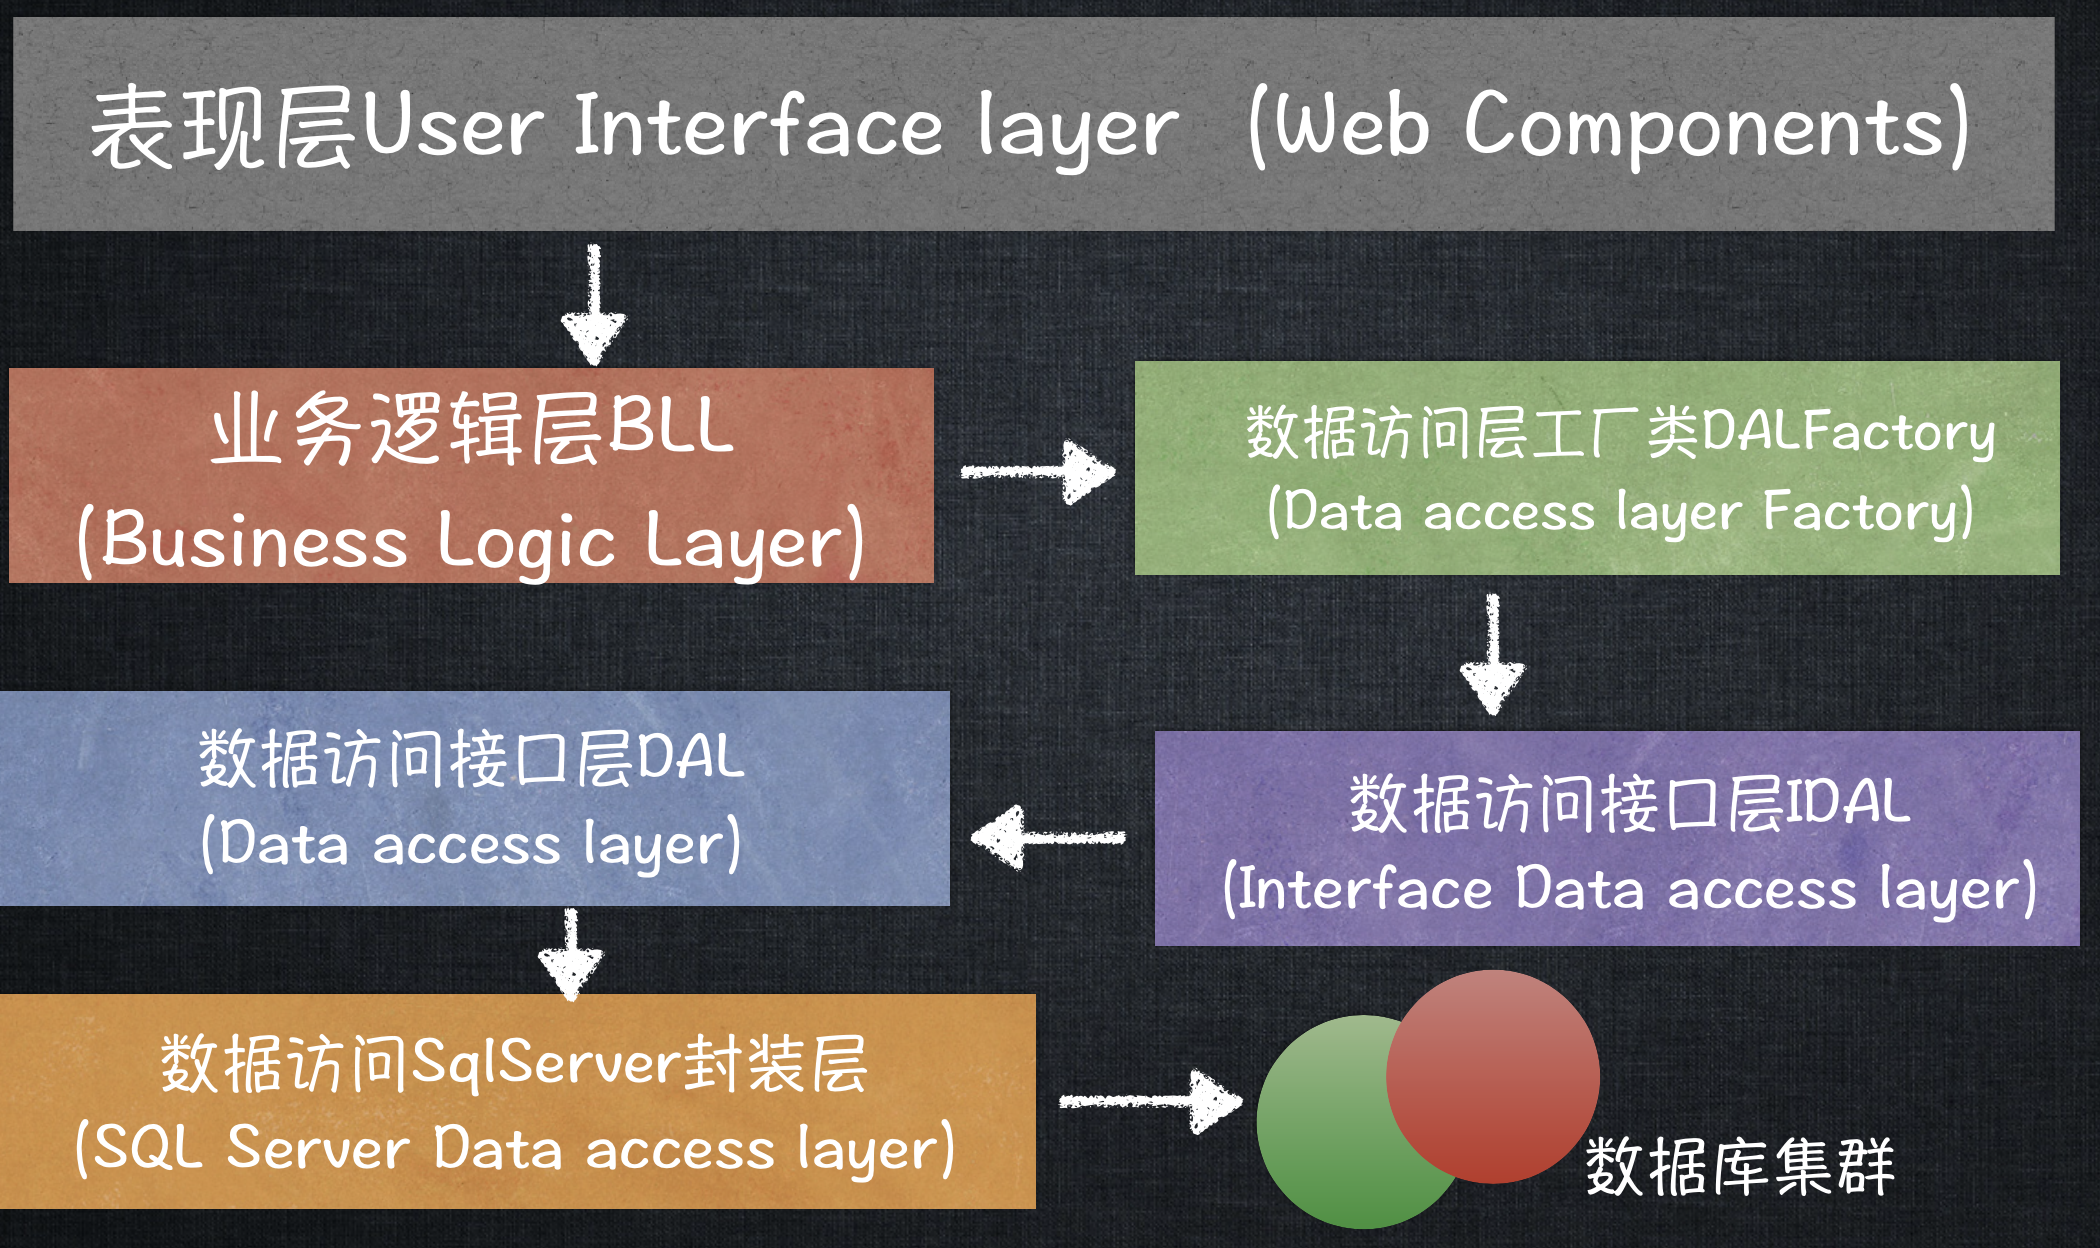 表现层User Interface layer （Web Components)
业务逻辑层BLL
(Business Logic Layer)
数据访问层工厂类DALFactory
(Data access layer Factory)
数据访问接口层DAL
(Data access layer)
数据访问接口层IDAL
(Interface Data access layer)
数据访问SqlServer封装层
(SQL Server Data access layer)
数据库集群